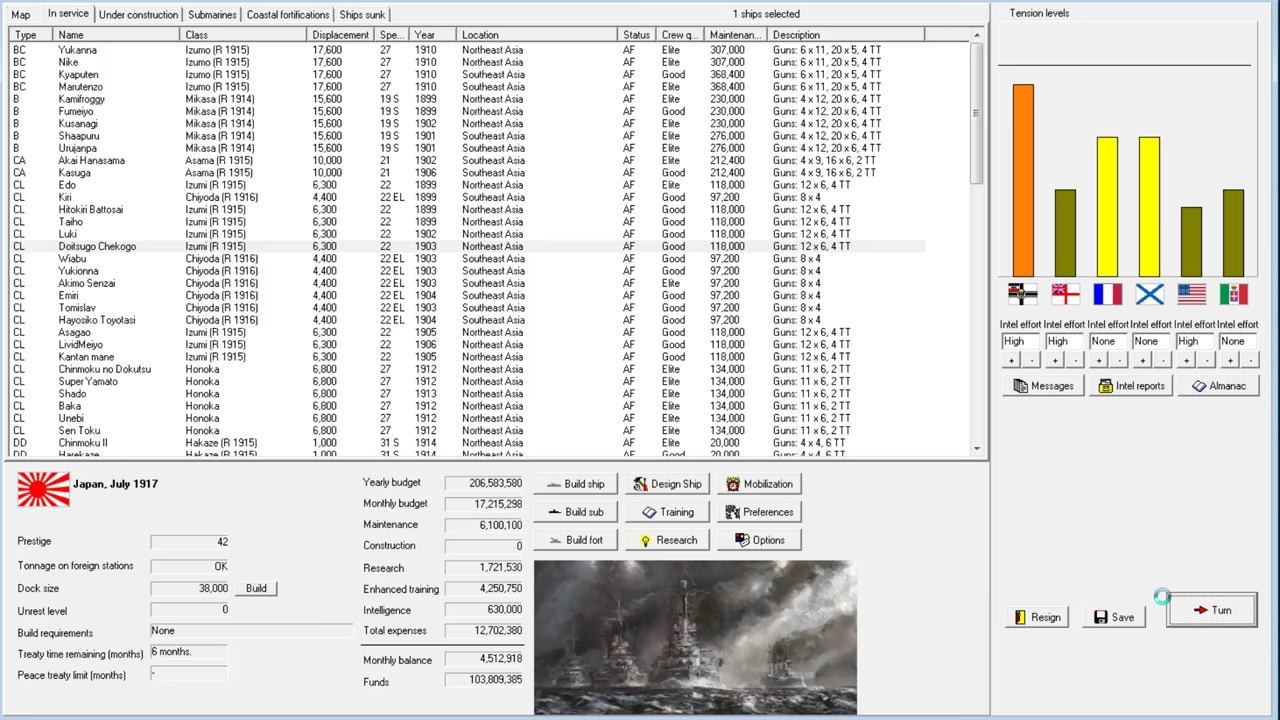 Map In service Under construction Submarines Coastal fortifications Ships sunk 1 ships selected Tension levels
Type Name Class Displacement Spe... Year Location Status Crew q... Maintenan... Description
BC Yukanna Izumo (R 1915) 17,600 27 1910 Northeast Asia AF Elite 307,000 Guns: 6 x 11, 20 x 5, 4 TT
BC Nike Izumo (R 1915) 17,600 27 1910 Northeast Asia AF Elite 307,000 Guns: 6 x 11, 20 x 5, 4 TT
BC Kyaputen Izumo (R 1915) 17,600 27 1910 Southeast Asia AF Good 368,400 Guns: 6 x 11, 20 x 5, 4 TT
BC Marutenzo Izumo (R 1915) 17,600 27 1910 Southeast Asia AF Good 368,400 Guns: 6 x 11, 20 x 5, 4 TT
B Kamifroggy Mikasa (R 1914) 15,600 19 S 1899 Northeast Asia AF Elite 230,000 Guns: 4 x 12, 20 x 6, 2 TT
B Fumeiyo Mikasa (R 1914) 15,600 19 S 1899 Northeast Asia AF Good 230,000 Guns: 4 x 12, 20 x 6, 2 TT
B Kusanagi Mikasa (R 1914) 15,600 19 S 1902 Northeast Asia AF Elite 230,000 Guns: 4 x 12, 20 x 6, 2 TT
B Shaapuru Mikasa (R 1914) 15,600 19 S 1901 Southeast Asia AF Elite 276,000 Guns: 4 x 12, 20 x 6, 2 TT
B Urujanpa Mikasa (R 1914) 15,600 19 S 1901 Southeast Asia AF Good 276,000 Guns: 4 x 12, 20 x 6, 2 TT
CA Akai Hanasama Asama (R 1915) 10,000 21 1902 Southeast Asia AF Elite 212,400 Guns: 4 x 9, 16 x 6, 2 TT
CA Kasuga Asama (R 1915) 10,000 21 1906 Southeast Asia AF Good 212,400 Guns: 4 x 9, 16 x 6, 2 TT
CL Edo Izumi (R 1915) 6,300 22 1899 Northeast Asia AF Elite 118,000 Guns: 12 x 6, 4 TT
CL Kiri Chiyoda (R 1916) 4,400 22 EL 1899 Southeast Asia AF Good 97,200 Guns: 8 x 4
CL Hitokiri Battosai Izumi (R 1915) 6,300 22 1899 Northeast Asia AF Good 118,000 Guns: 12 x 6, 4 TT
CL Taiho Izumi (R 1915) 6,300 22 1899 Northeast Asia AF Good 118,000 Guns: 12 x 6, 4 TT
CL Luki Izumi (R 1915) 6,300 22 1902 Northeast Asia AF Good 118,000 Guns: 12 x 6, 4 TT
CL Doitsugo Chekogo Izumi (R 1915) 6,300 22 1903 Northeast Asia AF Good 118,000 Guns: 12 x 6, 4 TT
CL Wiabu Chiyoda (R 1916) 4,400 22 EL 1903 Southeast Asia AF Good 97,200 Guns: 8 x 4
CL Yukionna Chiyoda (R 1916) 4,400 22 EL 1903 Southeast Asia AF Good 97,200 Guns: 8 x 4
CL Akimo Senzai Chiyoda (R 1916) 4,400 22 EL 1903 Southeast Asia AF Elite 97,200 Guns: 8 x 4
CL Emiri Chiyoda (R 1916) 4,400 22 EL 1904 Southeast Asia AF Good 97,200 Guns: 8 x 4
CL Tomislav Chiyoda (R 1916) 4,400 22 EL 1903 Southeast Asia AF Good 97,200 Guns: 8 x 4
CL Hayosiko Toyotasi Chiyoda (R 1916) 4,400 22 EL 1904 Southeast Asia AF Good 97,200 Guns: 8 x 4
CL Asagao Izumi (R 1915) 6,300 22 1905 Northeast Asia AF Good 118,000 Guns: 12 x 6, 4 TT
CL LividMeiyo Izumi (R 1915) 6,300 22 1905 Northeast Asia AF Good 118,000 Guns: 12 x 6, 4 TT
CL Kantan mane Izumi (R 1915) 6,300 22 1905 Northeast Asia AF Good 118,000 Guns: 12 x 6, 4 TT
CL Chinmoku no Dokutsu Honoka 6,800 27 1912 Northeast Asia AF Elite 134,000 Guns: 11 x 6, 2 TT
CL Super Yamato Honoka 6,800 27 1912 Northeast Asia AF Elite 134,000 Guns: 11 x 6, 2 TT
CL Shado Honoka 6,800 27 1913 Northeast Asia AF Elite 134,000 Guns: 11 x 6, 2 TT
CL Baka Honoka 6,800 27 1912 Northeast Asia AF Elite 134,000 Guns: 11 x 6, 2 TT
CL Unebi Honoka 6,800 27 1912 Northeast Asia AF Elite 134,000 Guns: 11 x 6, 2 TT
CL Sen Toku Honoka 6,800 27 1912 Northeast Asia AF Elite 134,000 Guns: 11 x 6, 2 TT
DD Chinmoku II Hakaze (R 1915) 1,000 31 S 1914 Northeast Asia AF Elite 20,000 Guns: 4 x 4, 6 TT
Intel effort Intel effort Intel effort Intel effort Intel effort Intel effort
High High None None High None
+ - + - + - + - + - + -
Messages Intel reports Almanac
Japan, July 1917
Prestige 42
Tonnage on foreign stations OK
Dock size 38,000 Build
Unrest level 0
Build requirements None
Treaty time remaining (months) 6 months.
Peace treaty limit (months) -
Yearly budget 206,583,580
Monthly budget 17,215,298
Maintenance 6,100,100
Construction 0
Research 1,721,530
Enhanced training 4,250,750
Intelligence 630,000
Total expenses 12,702,380
Monthly balance 4,512,918
Funds 103,809,385
Build ship Design Ship Mobilization
Build sub Training Preferences
Build fort Research Options
Resign Save Turn